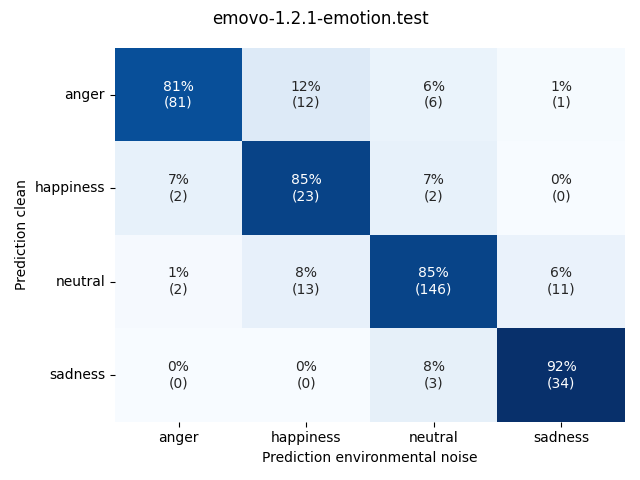 emovo-1.2.1-emotion.test
Prediction clean
anger
81%
(81)
12%
(12)
6%
(6)
1%
(1)
happiness
7%
(2)
85%
(23)
7%
(2)
0%
(0)
neutral
1%
(2)
8%
(13)
85%
(146)
6%
(11)
sadness
0%
(0)
0%
(0)
8%
(3)
92%
(34)
anger
happiness
neutral
sadness
Prediction environmental noise